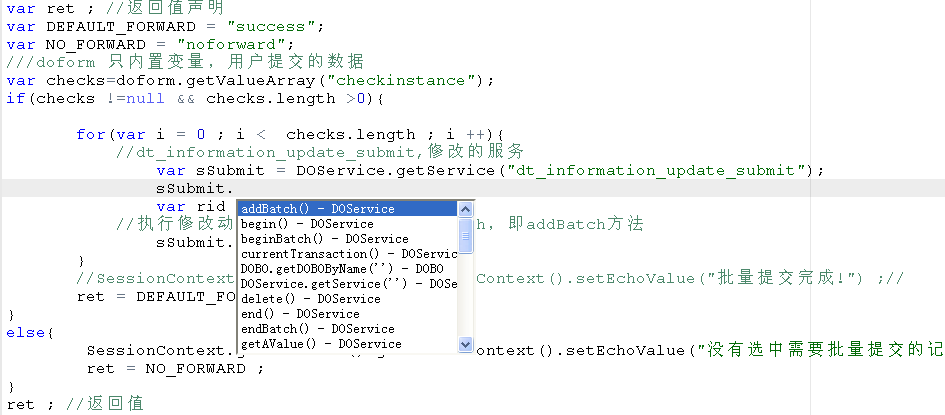 var ret ; //返回值声明
var DEFAULT_FORWARD = "success";
var NO_FORWARD = "noforward";
///doform 只内置变量，用户提交的数据
var checks=doform.getValueArray("checkinstance");
if(checks !=null && checks.length >0){
for(var i = 0 ; i < checks.length ; i ++){
//dt_information_update_submit,修改的服务
var sSubmit = DOService.getService("dt_information_update_submit");
sSubmit.
var rid
addBatch() - DOService
//执行修改动 h，即addBatch方法
begin() - DOService
beginBatch() - DOService
sSubmit.
currentTransaction() - DOServic
}
DOBO.getDOBOByName('') - DOBO
//SessionContext. Context().setEchoValue("批量提交完成!") ;//
DOService.getService('') - DOSe
ret = DEFAULT_FO
delete() - DOService
}
end() - DOService
else{
endBatch() - DOService
getAValue() - DOService
SessionContext. ontext().setEchoValue("没有选中需要批量提交的记
ret = NO_FORWARD ;
}
ret ; //返回值